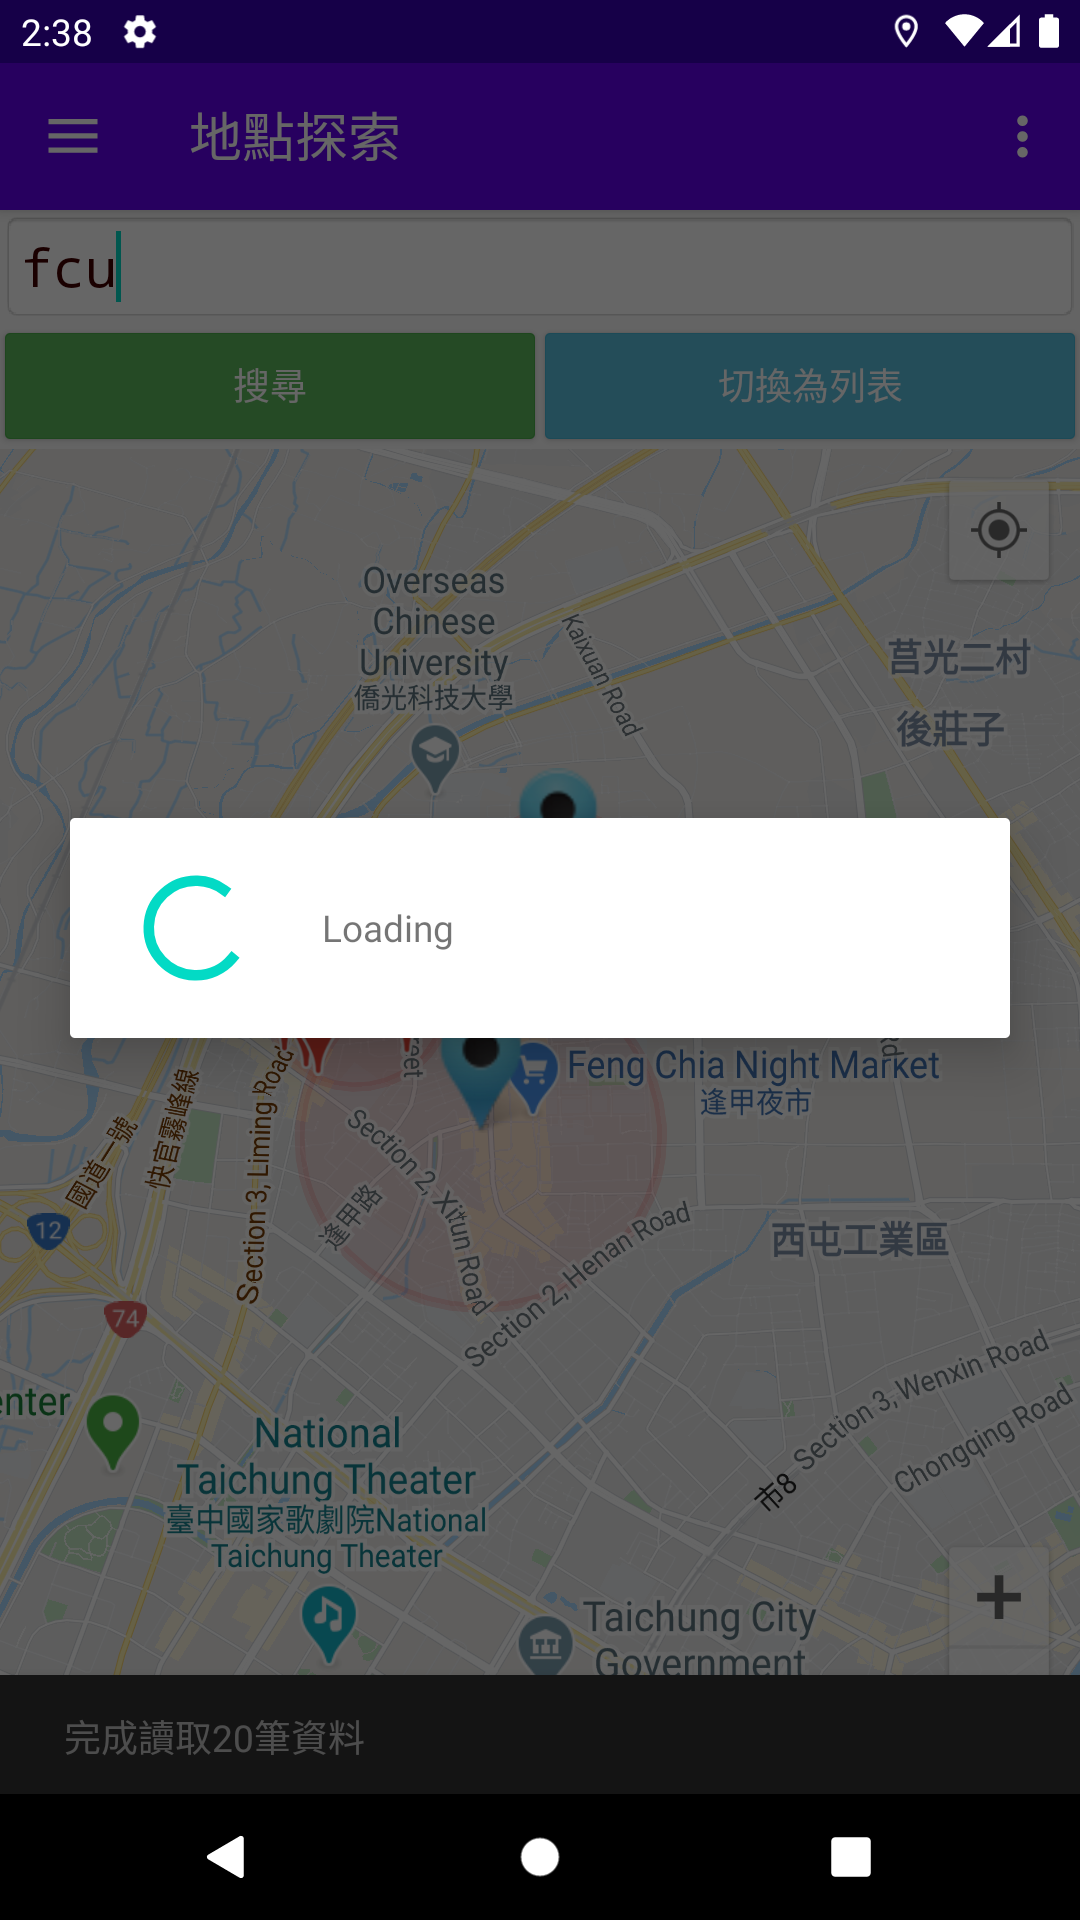 2:38
地點探索
fcu
搜尋
切換為列表
Overseas
Chinese
University
僑光科技大學
Kaixuan Road
莒光二村
後莊子
Loading
Feng Chia Night Market
逢甲夜市
快官霧峰線
國道一號
Section 3, Liming Road
Section 2, Xitun Road
逢甲路
12
西屯工業區
Section 2, Henan Road
74
Section 3, Wenxin Road
市8
Chongqing Road
National
Taichung Theater
臺中國家歌劇院National
Taichung Theater
Taichung City
Government
完成讀取20筆資料